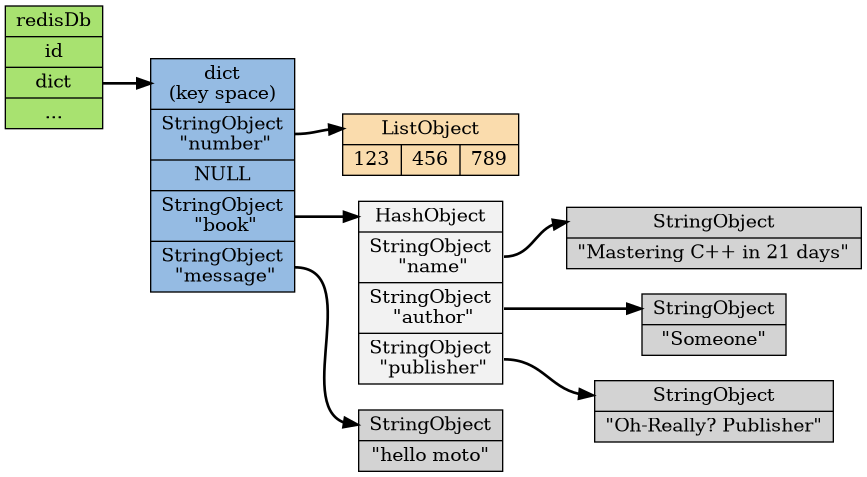 redisDb
id
dict
...
dict
(key space)
StringObject
"number"
NULL
StringObject
"book"
StringObject
"message"
ListObject
123 456 789
HashObject
StringObject
"name"
StringObject
"author"
StringObject
"publisher"
StringObject
"hello moto"
StringObject
"Mastering C++ in 21 days"
StringObject
"Someone"
StringObject
"Oh-Really? Publisher"